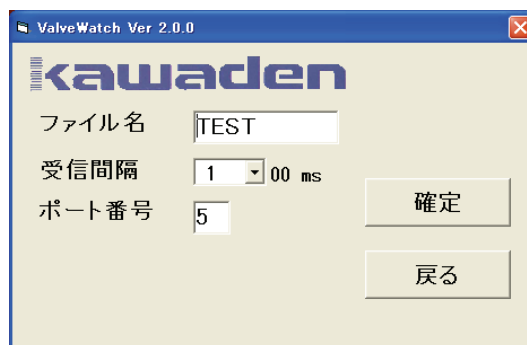 ValveWatch Ver 2.0.0
kawaden
ファイル名 TEST
受信間隔 1 00 ms
ポート番号 5
確定
戻る